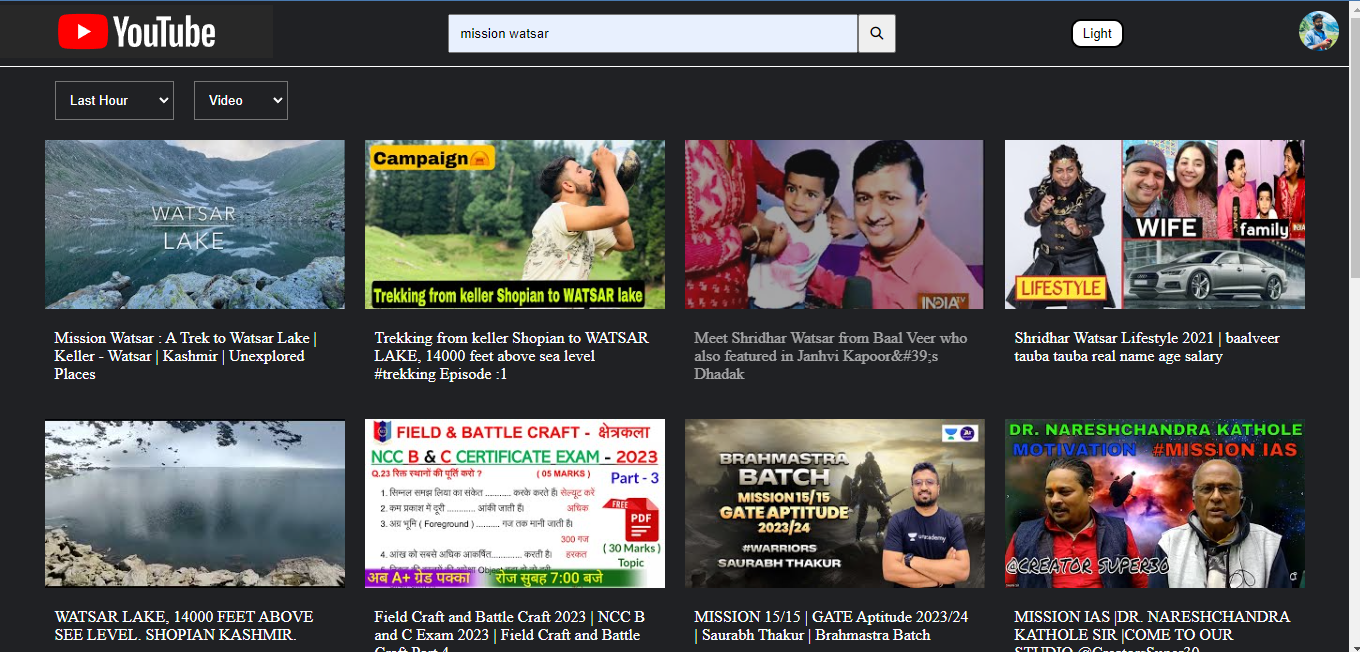 YouTube
mission watsar
Light
Last Hour
Video
WATSAR
LAKE
Campaign
Trekking from keller Shopian to WATSAR lake
INDIA TV
WIFE
family
LIFESTYLE
Mission Watsar : A Trek to Watsar Lake |
Keller - Watsar | Kashmir | Unexplored
Places
Trekking from keller Shopian to WATSAR
LAKE, 14000 feet above sea level
#trekking Episode :1
Meet Shridhar Watsar from Baal Veer who
also featured in Janhvi Kapoor&#39;s
Dhadak
Shridhar Watsar Lifestyle 2021 | baalveer
tauba tauba real name age salary
FIELD & BATTLE CRAFT - क्षेत्रकला
NCC B & C CERTIFICATE EXAM - 2023
Q.23 रिक्त स्थानों की पूर्ति करो ? ( 05 MARKS )
Part - 3
1. सिग्नल समझ लिया का संकेत .......... करके करते हैं। सेल्यूट करे
2. कम प्रकाश में दूरी ............ आंकी जाती हैं। अधिक
3. अग्र भूमि ( Foreground ) ......... गज तक मानी जाती हैं।
300 गज
4. आंख को सबसे अधिक आकर्षित............ करती हैं। हरकत
FREE
PDF
( 30 Marks )
Topic
अब A+ ग्रेड पक्का रोज सुबह 7:00 बजे
BRAHMASTRA
BATCH
MISSION 15/15
GATE APTITUDE
2023/24
#WARRIORS
SAURABH THAKUR
unacademy
DR. NARESHCHANDRA KATHOLE
MOTIVATION #MISSION IAS
@CREATOR SUPER30
WATSAR LAKE, 14000 FEET ABOVE
SEE LEVEL. SHOPIAN KASHMIR.
Field Craft and Battle Craft 2023 | NCC B
and C Exam 2023 | Field Craft and Battle
Craft Part 4
MISSION 15/15 | GATE Aptitude 2023/24
| Saurabh Thakur | Brahmastra Batch
MISSION IAS |DR. NARESHCHANDRA
KATHOLE SIR |COME TO OUR
STUDIO @CreatorsSuper30